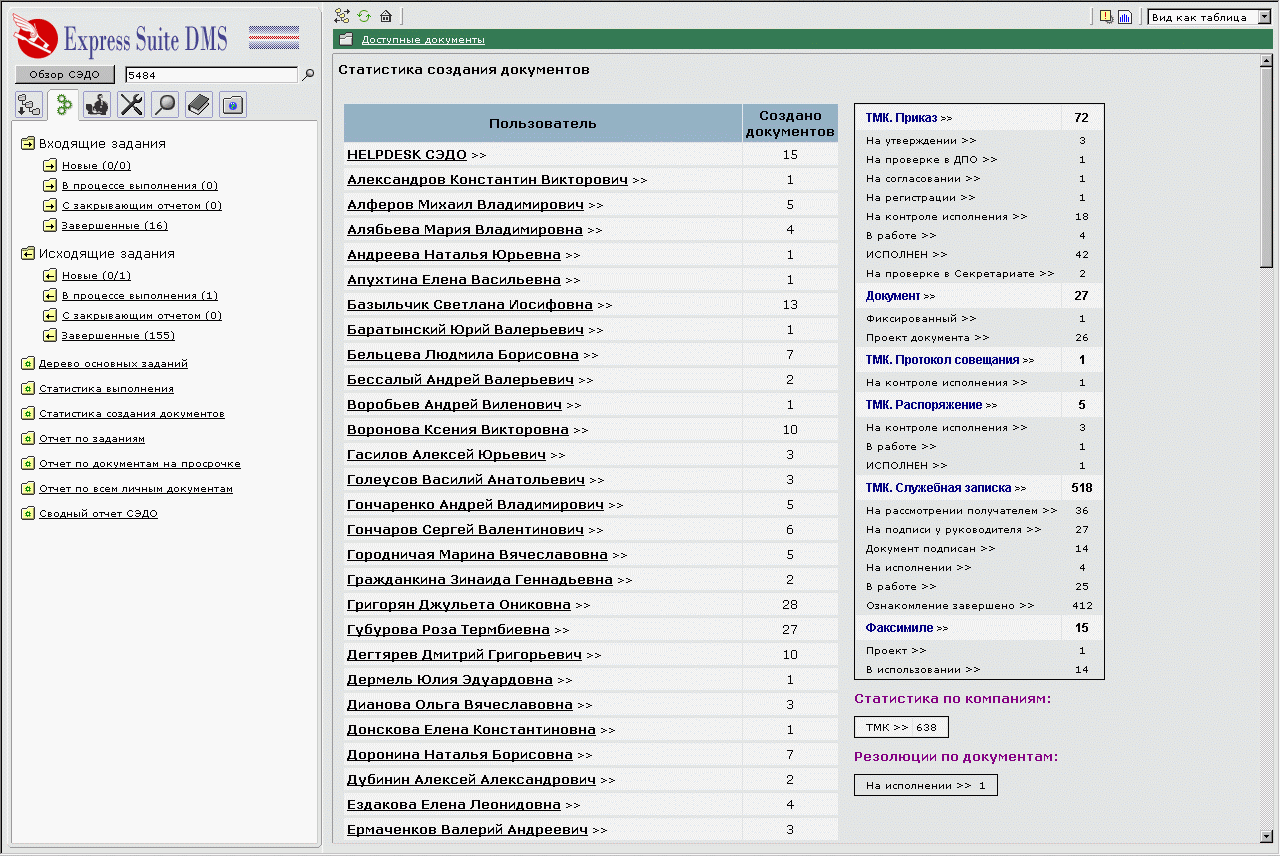 Express Suite DMS
Обзор СЭДО
5484
Входящие задания
Новые (0/0)
В процессе выполнения (0)
С закрывающим отчетом (0)
Завершенные (16)
Исходящие задания
Новые (0/1)
В процессе выполнения (1)
С закрывающим отчетом (0)
Завершенные (155)
Дерево основных заданий
Статистика выполнения
Статистика создания документов
Отчет по заданиям
Отчет по документам на просрочке
Отчет по всем личным документам
Сводный отчет СЭДО
Вид как таблица
Доступные документы
Статистика создания документов
Пользователь Создано документов
HELPDESK СЭДО >> 15
Александров Константин Викторович >> 1
Алферов Михаил Владимирович >> 5
Алябьева Мария Владимировна >> 4
Андреева Наталья Юрьевна >> 1
Апухтина Елена Васильевна >> 1
Базыльчик Светлана Иосифовна >> 13
Баратынский Юрий Валерьевич >> 1
Бельцева Людмила Борисовна >> 7
Бессалый Андрей Валерьевич >> 2
Воробьев Андрей Виленович >> 1
Воронова Ксения Викторовна >> 10
Гасилов Алексей Юрьевич >> 3
Голеусов Василий Анатольевич >> 3
Гончаренко Андрей Владимирович >> 5
Гончаров Сергей Валентинович >> 6
Городничая Марина Вячеславовна >> 5
Гражданкина Зинаида Геннадьевна >> 2
Григорян Джульета Ониковна >> 28
Губурова Роза Термбиевна >> 27
Дегтярев Дмитрий Григорьевич >> 10
Дермель Юлия Эдуардовна >> 1
Дианова Ольга Вячеславовна >> 3
Донскова Елена Константиновна >> 1
Доронина Наталья Борисовна >> 7
Дубинин Алексей Александрович >> 2
Ездакова Елена Леонидовна >> 4
Ермаченков Валерий Андреевич >> 3
ТМК. Приказ >> 72
На утверждении >> 3
На проверке в ДПО >> 1
На согласовании >> 1
На регистрации >> 1
На контроле исполнения >> 18
В работе >> 4
ИСПОЛНЕН >> 42
На проверке в Секретариате >> 2
Документ >> 27
Фиксированный >> 1
Проект документа >> 26
ТМК. Протокол совещания >> 1
На контроле исполнения >> 1
ТМК. Распоряжение >> 5
На контроле исполнения >> 3
В работе >> 1
ИСПОЛНЕН >> 1
ТМК. Служебная записка >> 518
На рассмотрении получателем >> 36
На подписи у руководителя >> 27
Документ подписан >> 14
На исполнении >> 4
В работе >> 25
Ознакомление завершено >> 412
Факсимиле >> 15
Проект >> 1
В использовании >> 14
Статистика по компаниям:
ТМК >> 638
Резолюции по документам:
На исполнении >> 1